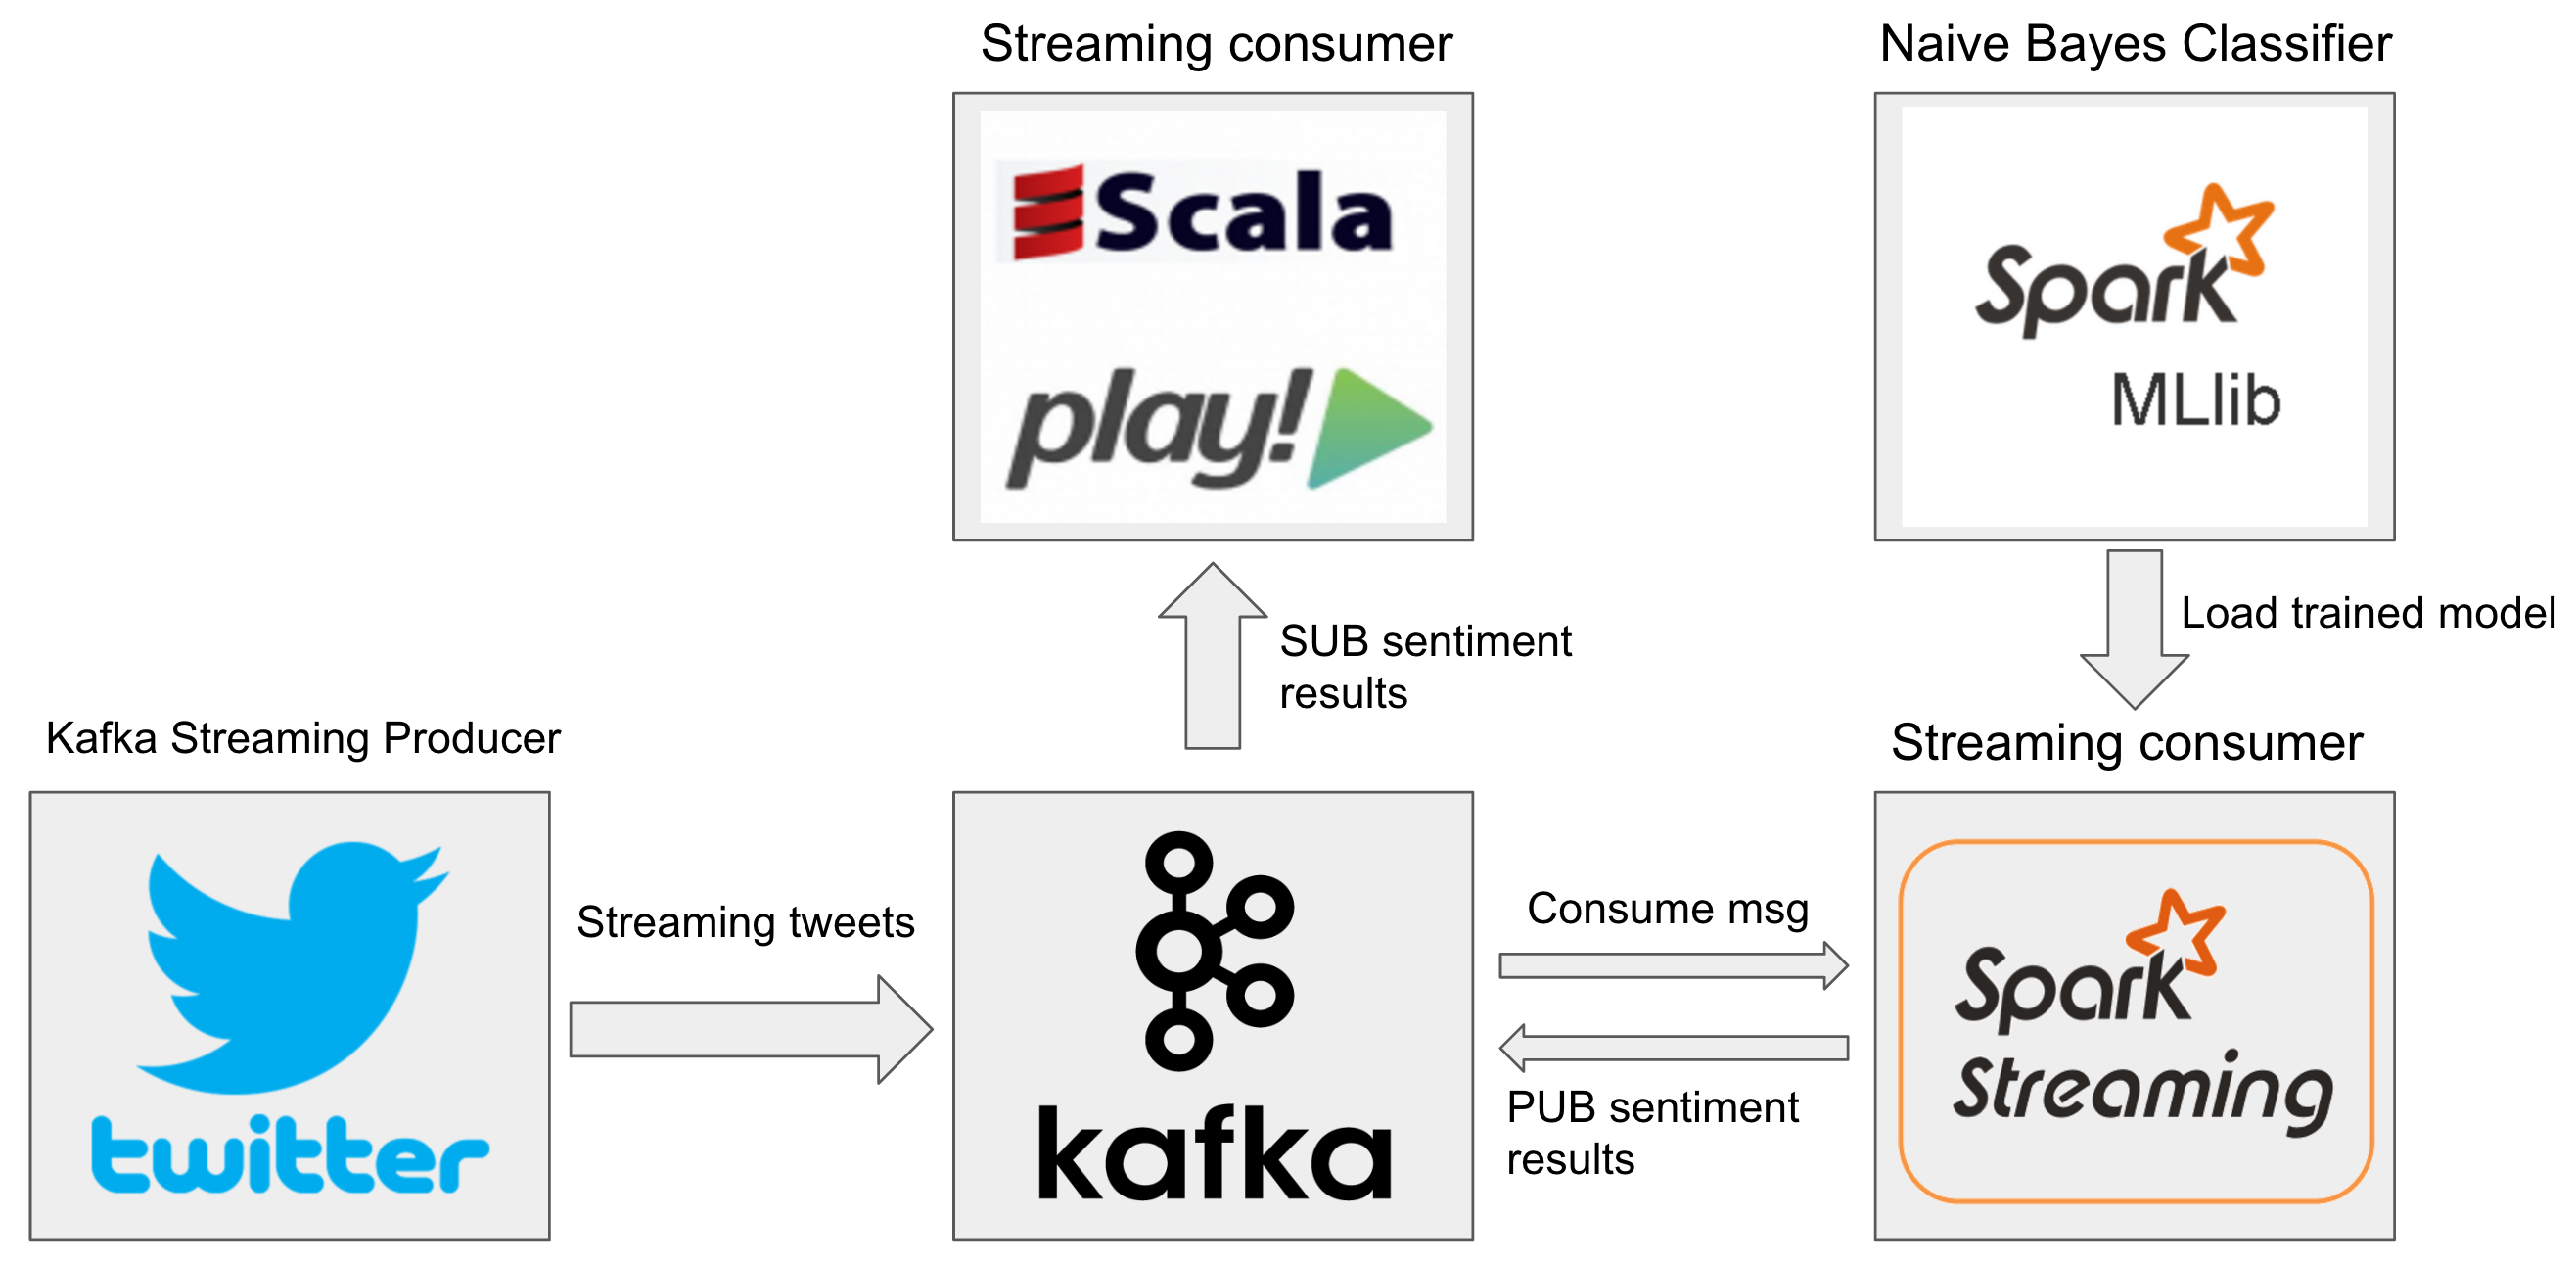 Streaming consumer
Naive Bayes Classifier
Scala
play!
Spark
MLlib
SUB sentiment
results
Load trained model
Kafka Streaming Producer
Streaming consumer
twitter
Streaming tweets
kafka
Consume msg
PUB sentiment
results
Spark
Streaming